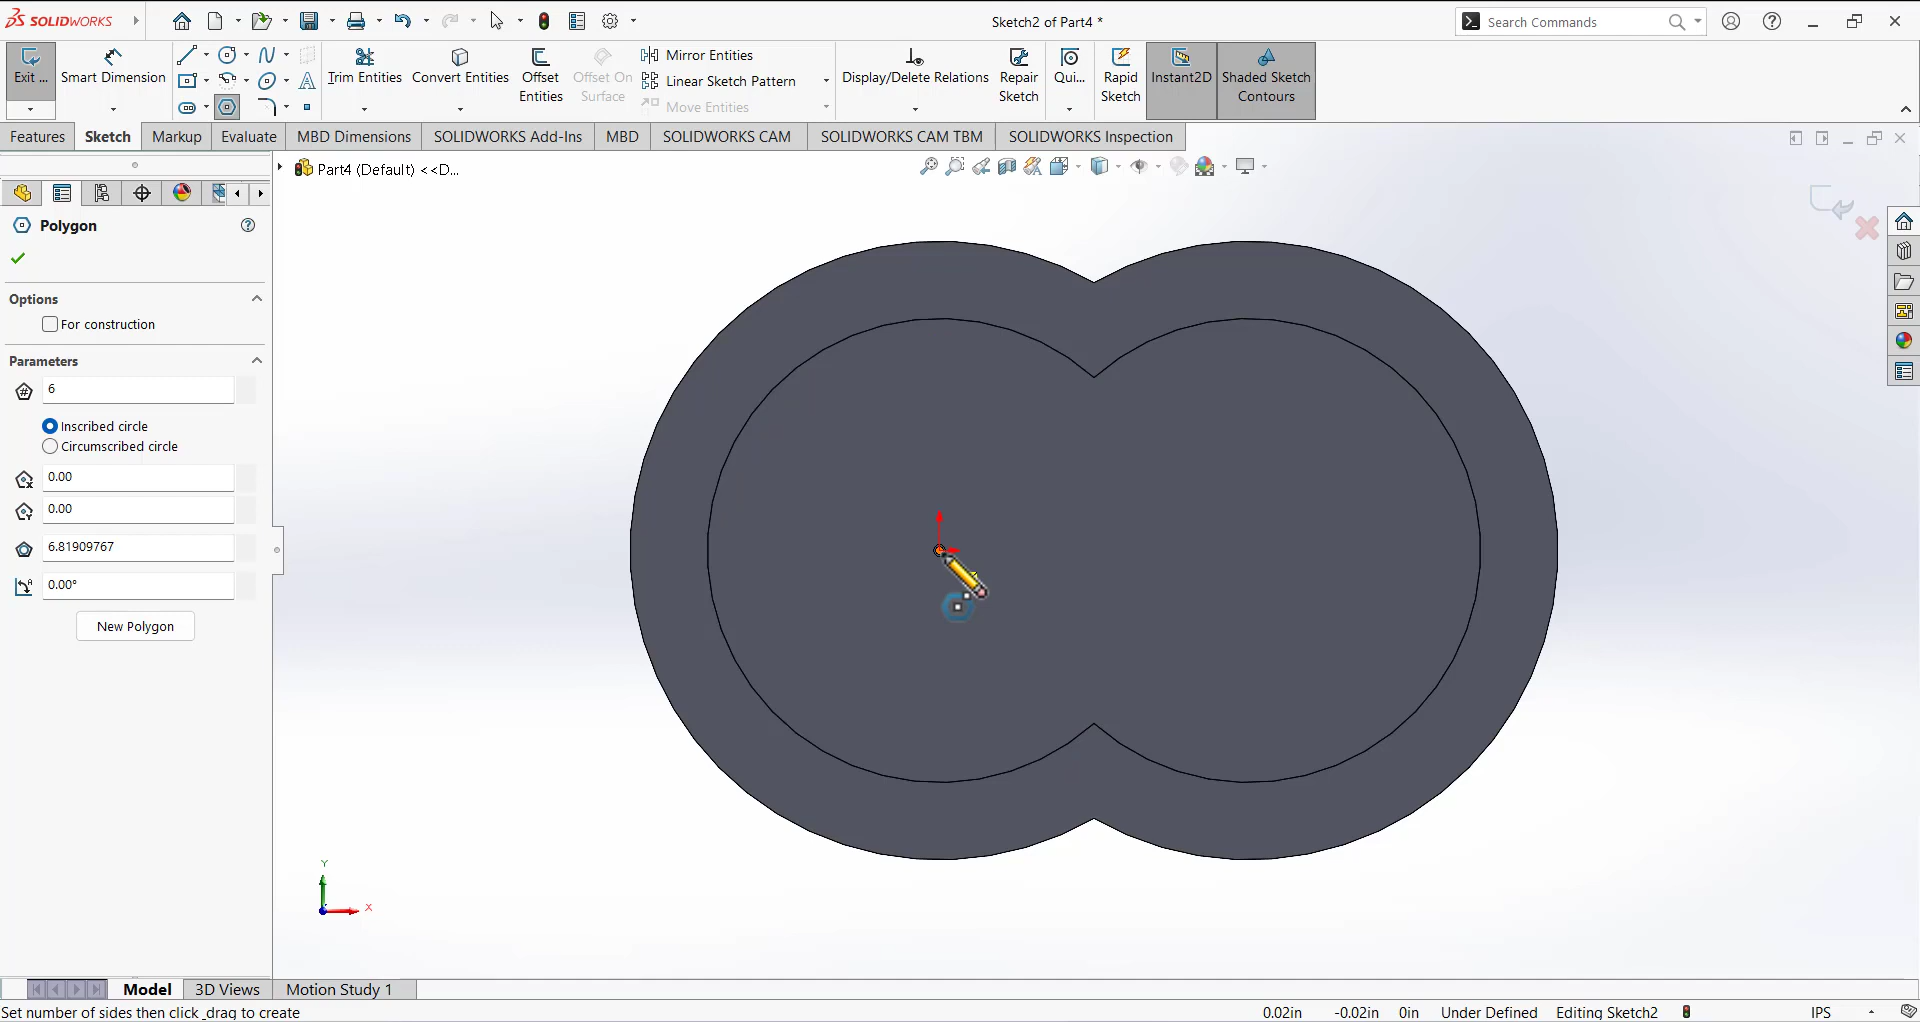 SOLIDWORKS
Sketch2 of Part4 *
Search Commands
Exit ...
Smart Dimension
Trim Entities
Convert Entities
Offset
Entities
Offset On
Surface
Mirror Entities
Linear Sketch Pattern
Move Entities
Display/Delete Relations
Repair
Sketch
Qui...
Rapid
Sketch
Instant2D
Shaded Sketch
Contours
Features
Sketch
Markup
Evaluate
MBD Dimensions
SOLIDWORKS Add-Ins
MBD
SOLIDWORKS CAM
SOLIDWORKS CAM TBM
SOLIDWORKS Inspection
Part4 (Default) <<D...
Polygon
Options
For construction
Parameters
6
Inscribed circle
Circumscribed circle
0.00
0.00
6.81909767
0.00°
New Polygon
Y
X
Model
3D Views
Motion Study 1
Set number of sides then click _drag to create
0.02in
-0.02in
0in
Under Defined
Editing Sketch2
IPS